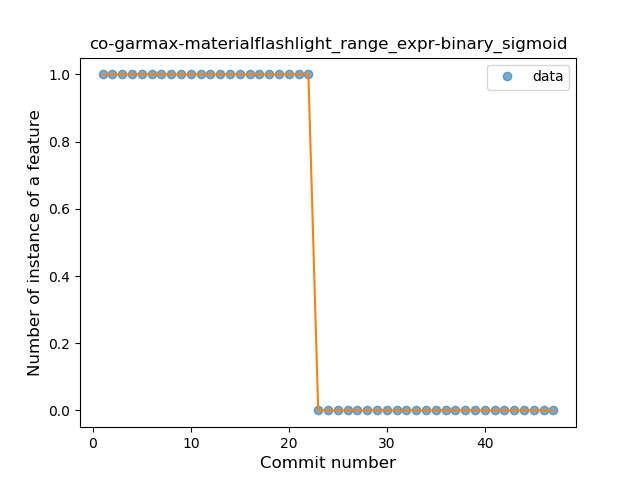 co-garmax-materialflashlight_range_expr-binary_sigmoid
data
Number of instance of a feature
1.0
0.8
0.6
0.4
0.2
0.0
0 10 20 30 40
Commit number